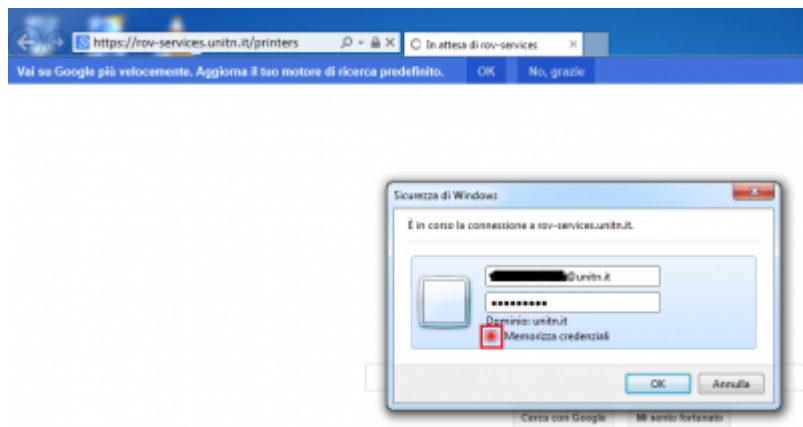 https://rov-services.unitn.it/printers
In attesa di rov-services
Vai su Google più velocemente. Aggiorna il tuo motore di ricerca predefinito. OK No, grazie
Sicurezza di Windows
È in corso la connessione a rov-services.unitn.it.
@unitn.it
Dominio: unitn.it
Memorizza credenziali
OK Annulla
Cerca con Google Mi sento fortunato